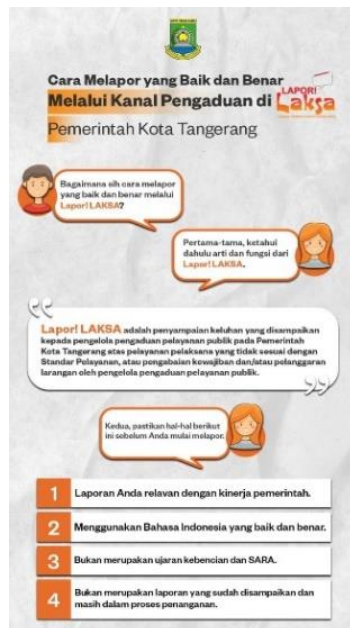 Cara Melapor yang Baik dan Benar
Melalui Kanal Pengaduan di
LAPOR!
Laksa
Pemerintah Kota Tangerang
Bagaimana sih cara melapor
yang baik dan benar melalui
Lapor! LAKSA?
Pertama-tama, ketahui
dahulu arti dan fungsi dari
Lapor! LAKSA.
Lapor! LAKSA adalah penyampaian keluhan yang disampaikan
kepada pengelola pengaduan pelayanan publik pada Pemerintah
Kota Tangerang atas pelayanan pelaksana yang tidak sesuai dengan
Standar Pelayanan, atau pengabaian kewajiban dan/atau pelanggaran
larangan oleh pengelola pengaduan pelayanan publik.
Kedua, pastikan hal-hal berikut
ini sebelum Anda mulai melapor.
1 Laporan Anda relavan dengan kinerja pemerintah.
2 Menggunakan Bahasa Indonesia yang baik dan benar.
3 Bukan merupakan ujaran kebencian dan SARA.
4 Bukan merupakan laporan yang sudah disampaikan dan
masih dalam proses penanganan.